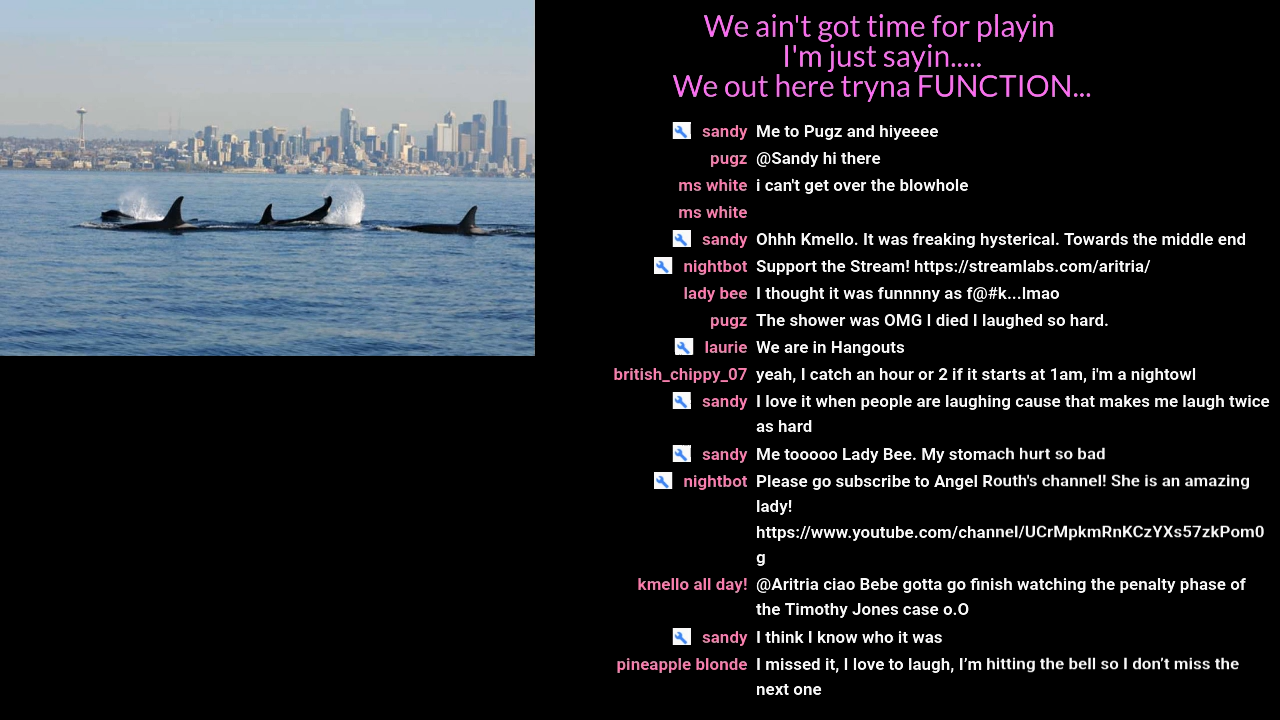 We ain't got time for playin
I'm just sayin.....
We out here tryna FUNCTION...
sandy Me to Pugz and hiyeeee
pugz @Sandy hi there
ms white i can't get over the blowhole
ms white
sandy Ohhh Kmello. It was freaking hysterical. Towards the middle end
nightbot Support the Stream! https://streamlabs.com/aritria/
lady bee I thought it was funnnny as f@#k...lmao
pugz The shower was OMG I died I laughed so hard.
laurie We are in Hangouts
british_chippy_07 yeah, I catch an hour or 2 if it starts at 1am, i'm a nightowl
sandy I love it when people are laughing cause that makes me laugh twice
as hard
sandy Me tooooo Lady Bee. My stomach hurt so bad
nightbot Please go subscribe to Angel Routh's channel! She is an amazing
lady!
https://www.youtube.com/channel/UCrMpkmRnKCzYXs57zkPom0
g
kmello all day! @Aritria ciao Bebe gotta go finish watching the penalty phase of
the Timothy Jones case o.O
sandy I think I know who it was
pineapple blonde I missed it, I love to laugh, I’m hitting the bell so I don’t miss the
next one